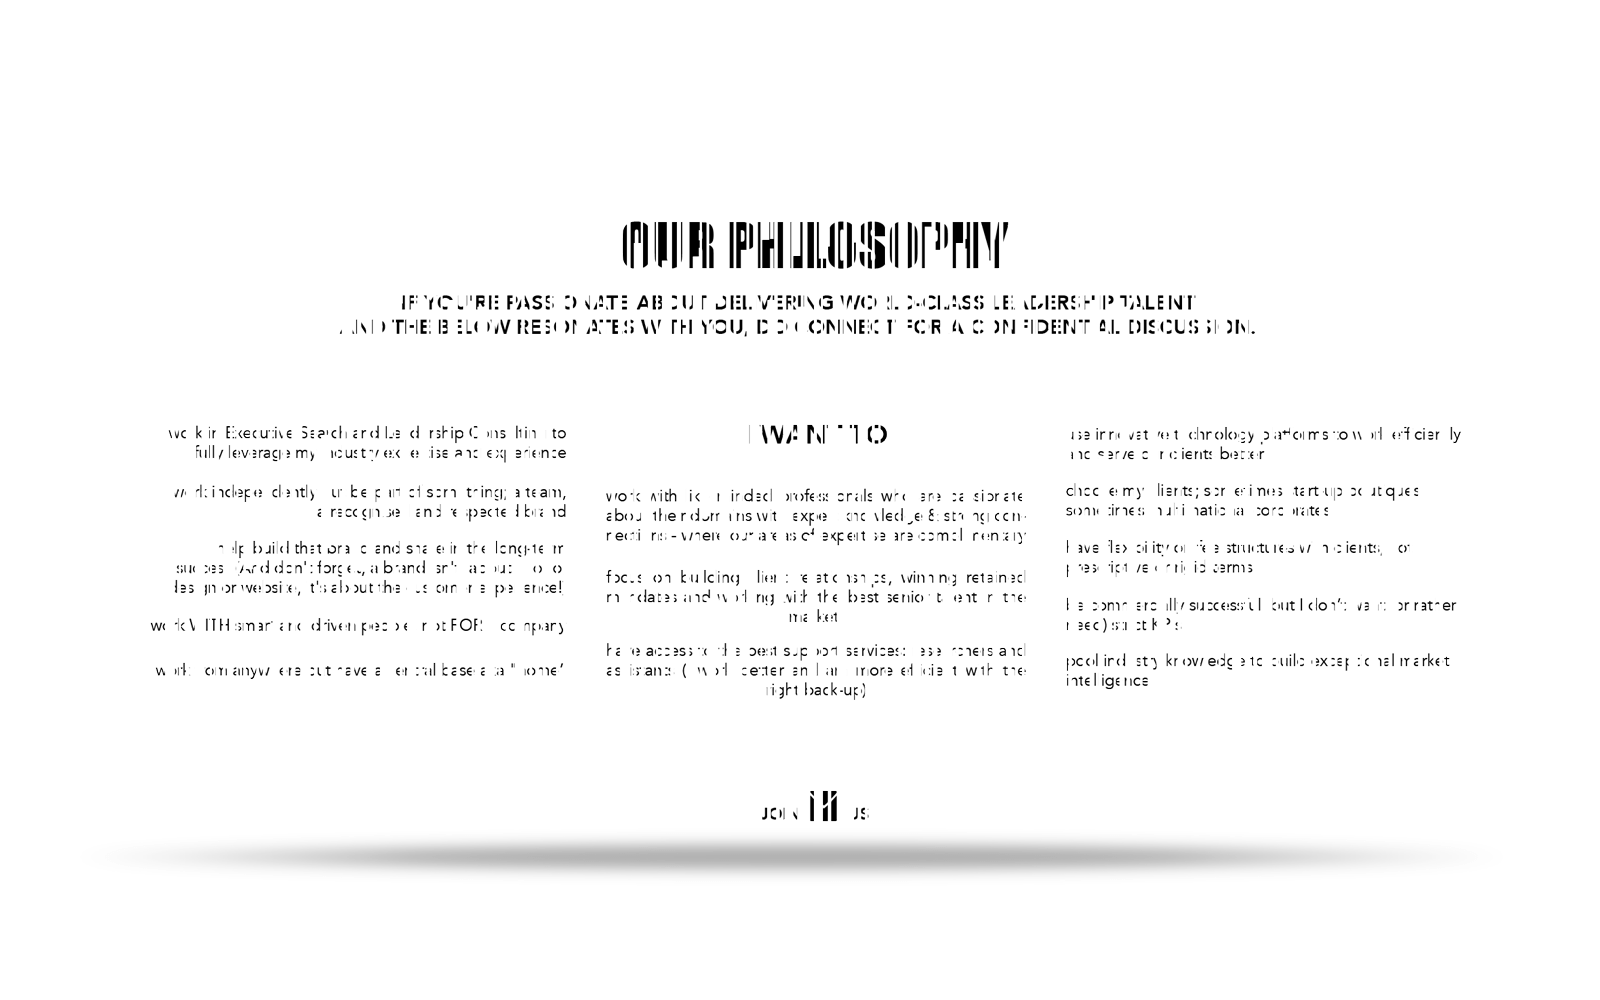 OUR PHILOSOPHY
IF YOU'RE PASSIONATE ABOUT DELIVERING WORLD-CLASS LEADERSHIP TALENT
AND THE BELOW RESONATES WITH YOU, DO CONNECT FOR A CONFIDENTIAL DISCUSSION.
work in Executive Search and Leadership Consulting to
fully leverage my industry expertise and experience
work independently but be part of something; a team,
a recognised and respected brand
help build that brand and share in the long-term
success! (And don't forget, a brand isn't about logo
design or website, it's about the customer experience!)
work WITH smart and driven people not FOR a company
work from anywhere but have a central base at a "home"
I WANT TO
work with like minded professionals who are passionate
about their domains with expert knowledge & strong con-
nections - where our areas of expertise are complimentary
focus on building client relationships, winning retained
mandates and working with the best senior talent in the
market
have access to the best support services: researchers and
assistants (I work better and am more efficient with the
right back-up)
use innovative technology platforms to work efficiently
and serve our clients better
choose my clients; sometimes start-up boutiques
sometimes multinational corporates
have flexibility on fee structures with clients, not
prescriptive or rigid terms
be commercially successful but I don't want (or rather
need) strict KPIs
pool industry knowledge to build exceptional market
intelligence
JOIN US